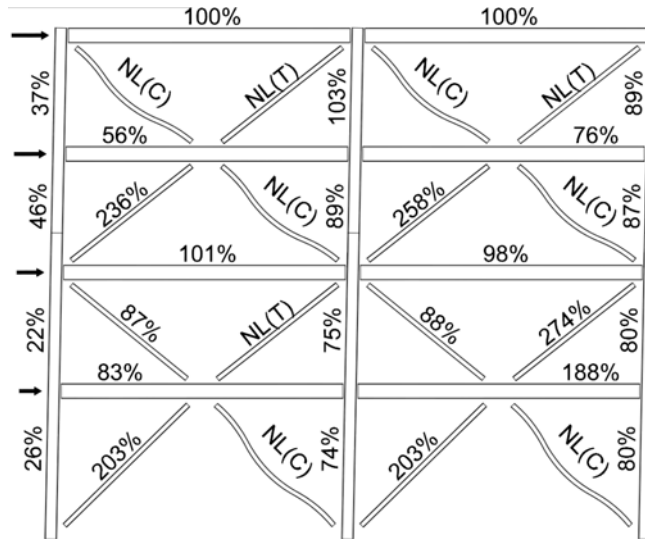 100% 100%
37% NL(C) NL(T) 103% NL(C) NL(T) 89%
56% 76%
46% 236% NL(C) 89% 258% NL(C) 87%
101% 98%
22% 87% NL(T) 75% 88% 274% 80%
83% 188%
26% 203% NL(C) 74% 203% NL(C) 80%